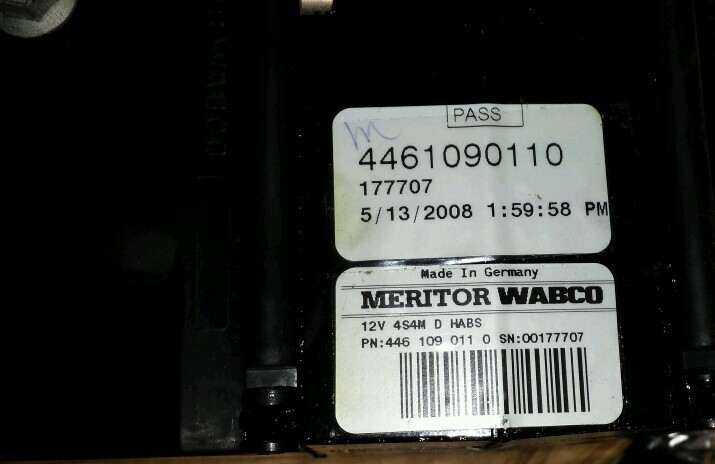 PASS
m
4461090110
177707
5/13/2008 1:59:58 PM
Made In Germany
MERITOR WABCO
12V 4S4M D HABS
PN:446 109 011 0 SN:00177707